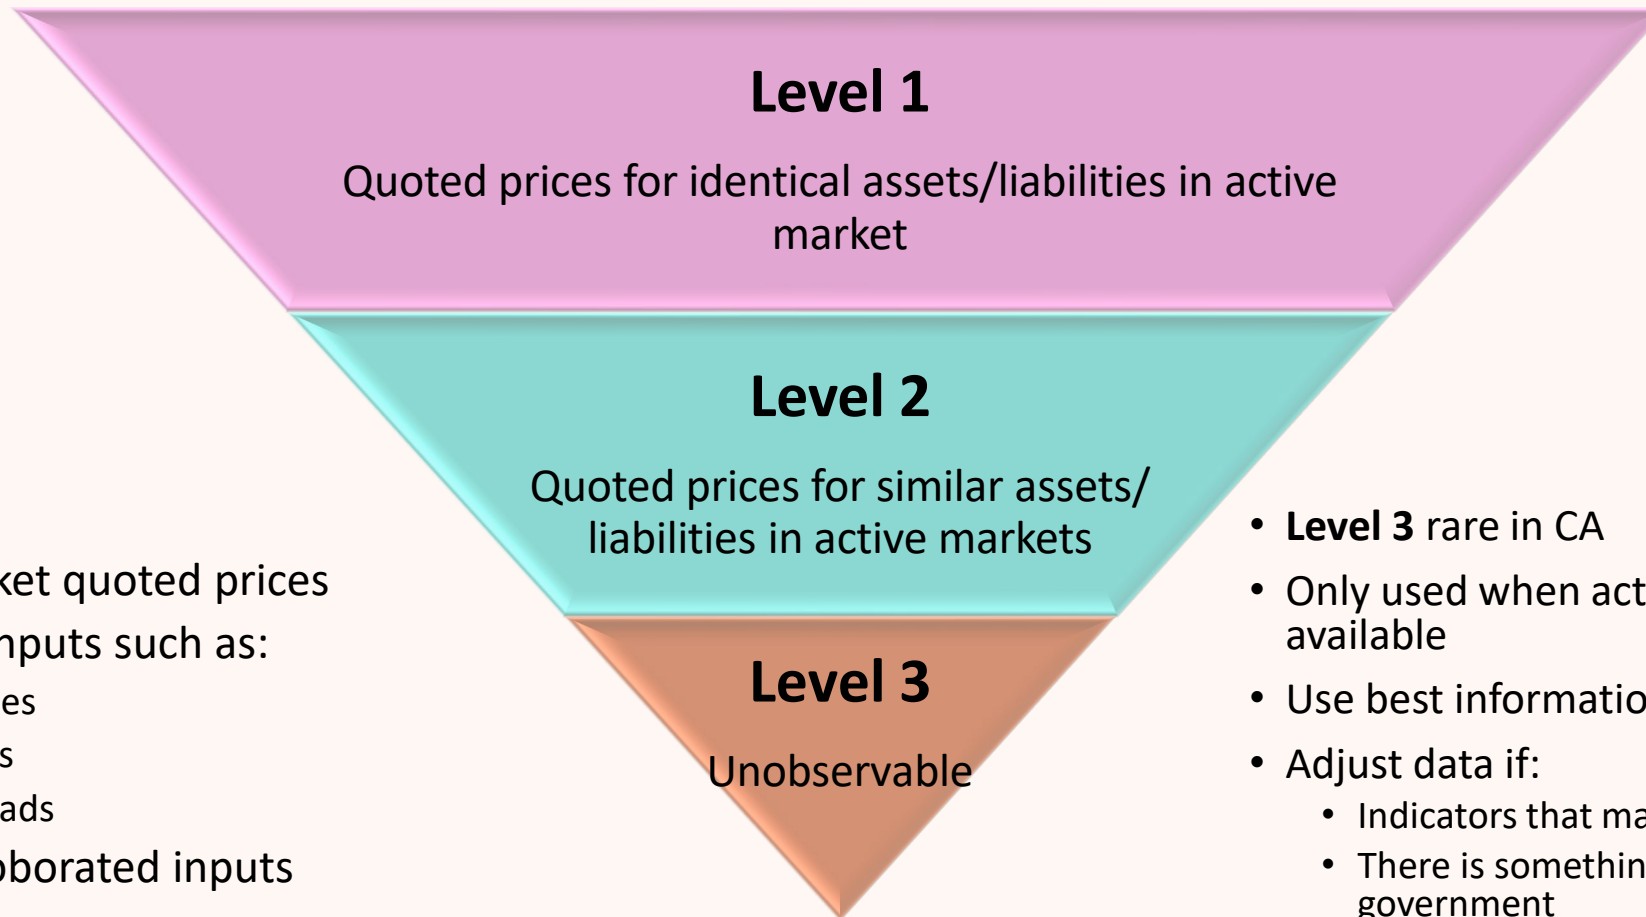 Level 1
Quoted prices for identical assets/liabilities in active
market
Level 2
Quoted prices for similar assets/
liabilities in active markets
Level 3
Unobservable
ket quoted prices
nputs such as:
es
s
ads
oborated inputs
• Level 3 rare in CA
• Only used when act
available
• Use best informatio
• Adjust data if:
• Indicators that ma
• There is somethin
government